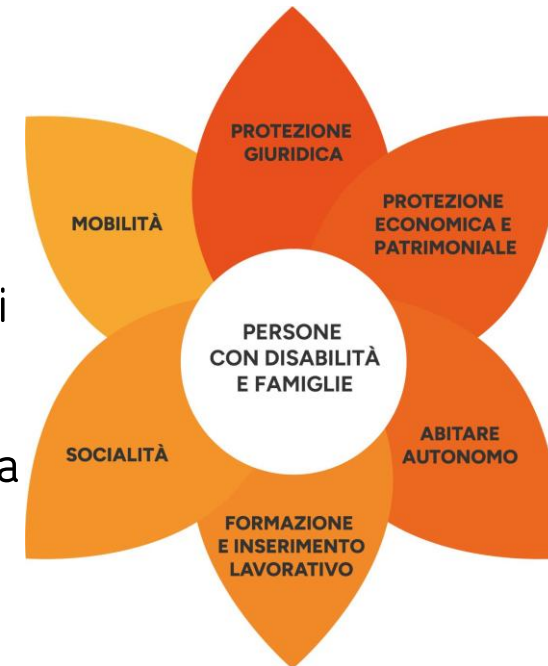 PROTEZIONE
GIURIDICA
PROTEZIONE
ECONOMICA E
PATRIMONIALE
MOBILITÀ
i
PERSONE
CON DISABILITÀ
E FAMIGLIE
ABITARE
AUTONOMO
SOCIALITÀ
a
FORMAZIONE
E INSERIMENTO
LAVORATIVO